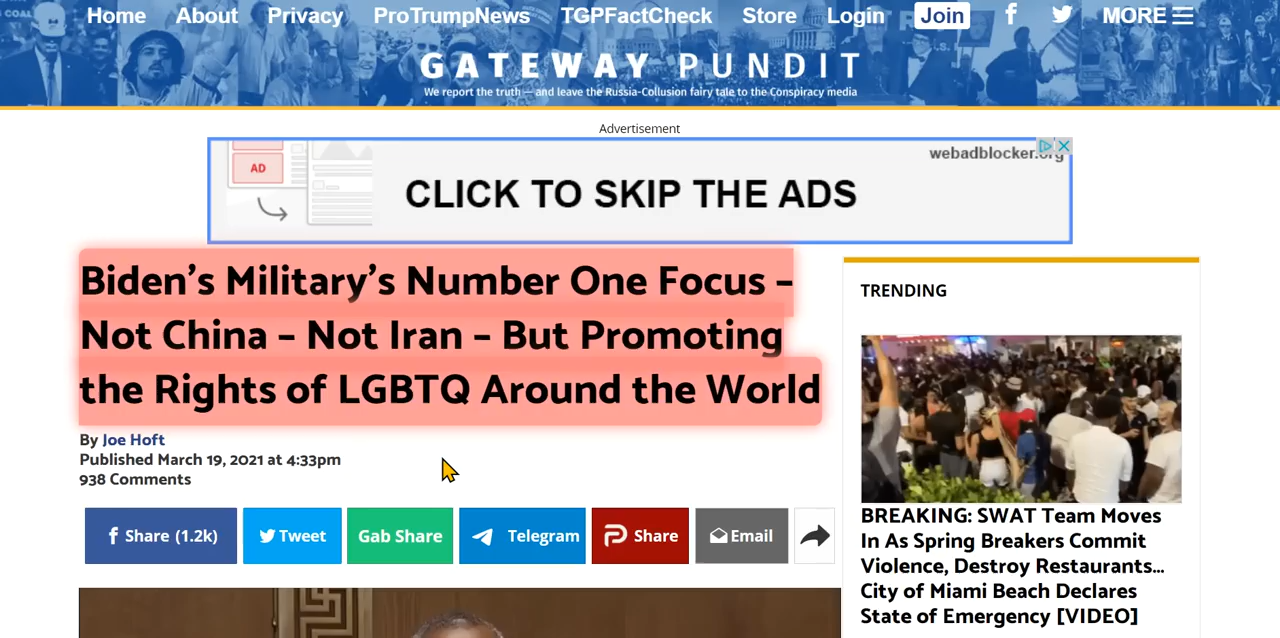 Home About Privacy ProTrumpNews TGPFactCheck Store Login Join MORE
GATEWAY PUNDIT
We report the truth — and leave the Russia-Collusion fairy tale to the Conspiracy media
Advertisement
webadblocker.org
AD
CLICK TO SKIP THE ADS
Biden's Military's Number One Focus –
Not China – Not Iran – But Promoting
the Rights of LGBTQ Around the World
By Joe Hoft
Published March 19, 2021 at 4:33pm
938 Comments
Share (1.2k) Tweet Gab Share Telegram Share Email
TRENDING
BREAKING: SWAT Team Moves
In As Spring Breakers Commit
Violence, Destroy Restaurants...
City of Miami Beach Declares
State of Emergency [VIDEO]